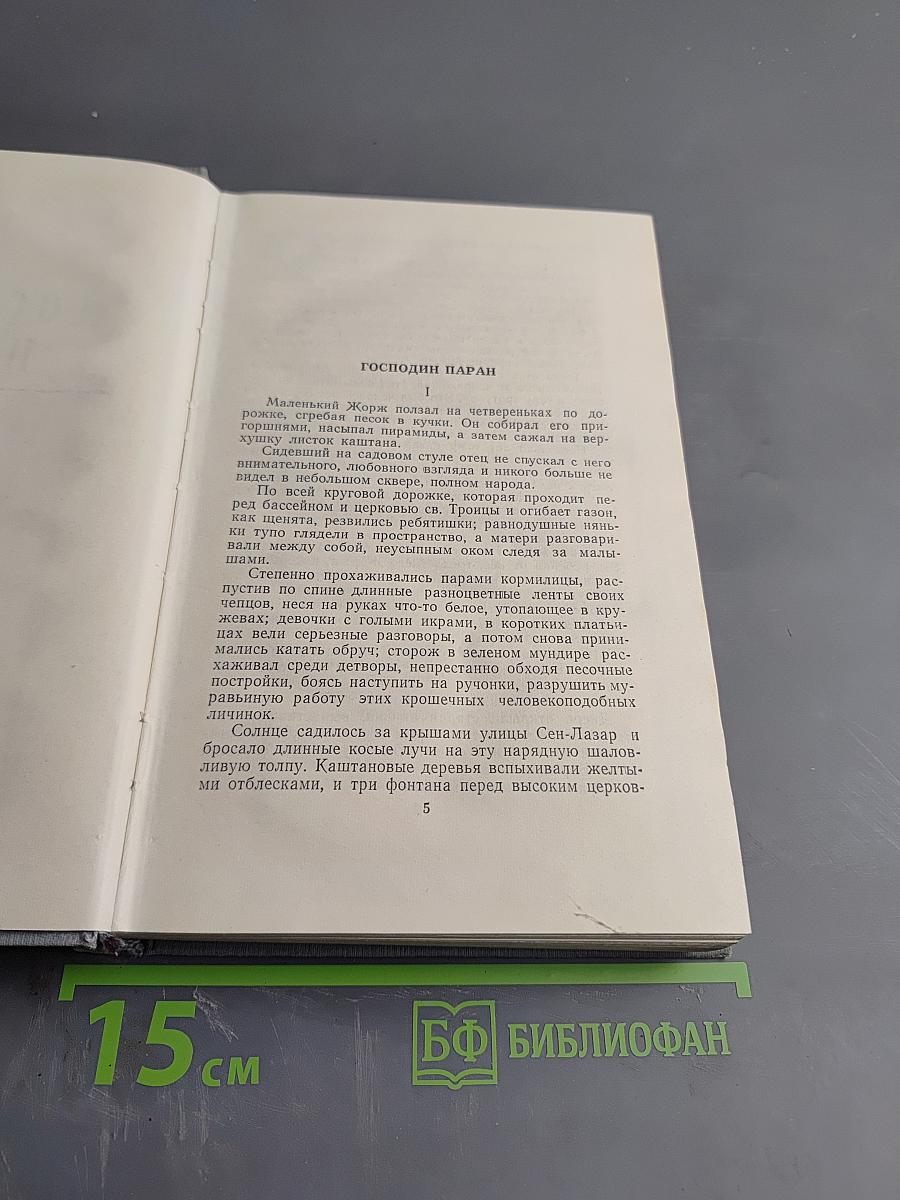 ГОСПОДИН ПАРАН
I
Маленький Жорж ползал на четвереньках по до-
рожке, сгребая песок в кучки. Он собирал его при-
горшнями, насыпал пирамиды, а затем сажал на вер-
хушку листок каштана.
Сидевший на садовом стуле отец не спускал с него
внимательного, любовного взгляда и никого больше не
видел в небольшом сквере, полном народа.
По всей круговой дорожке, которая проходит пе-
ред бассейном и церковью св. Троицы и огибает газон,
как щенята, резвились ребятишки; равнодушные нянь-
ки тупо глядели в пространство, а матери разговари-
вали между собой, неусыпным оком следя за малы-
шами.
Степенно прохаживались парами кормилицы, рас-
пустив по спине длинные разноцветные ленты своих
чепцов, неся на руках что-то белое, утопающее в кру-
жевах; девочки с голыми икрами, в коротких платьи-
цах вели серьезные разговоры, а потом снова прини-
мались катать обруч; сторож в зеленом мундире рас-
хаживал среди детворы, непрестанно обходя песочные
постройки, боясь наступить на ручонки, разрушить му-
равьиную работу этих крошечных человекоподобных
личинок.
Солнце садилось за крышами улицы Сен-Лазар и
бросало длинные косые лучи на эту нарядную шалов-
ливую толпу. Каштановые деревья вспыхивали желты-
ми отблесками, и три фонтана перед высоким церков-
5
15 см
БФ БИБЛИОФАН